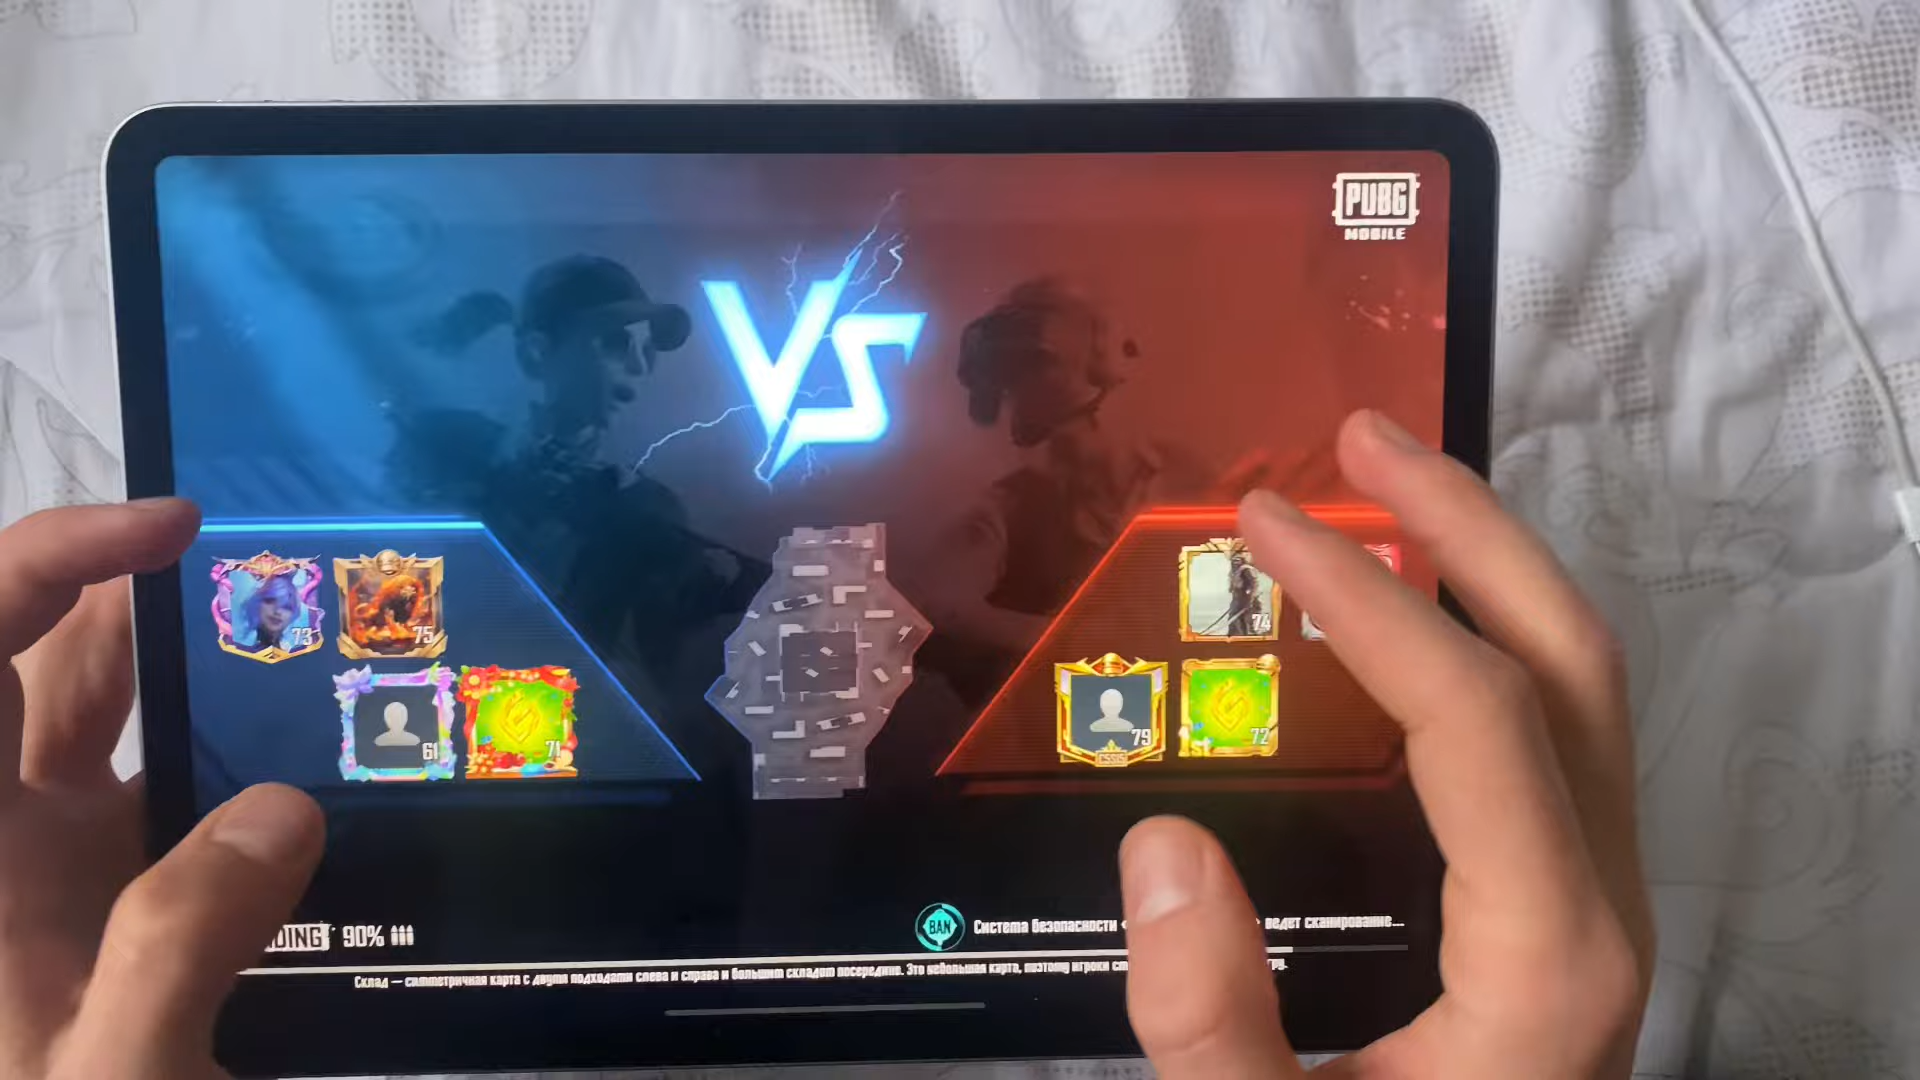 PUBG
MOBILE
VS
73
75
74
61
71
79
72
1st
90%
BAN
Система безопасности
ведет сканирование...
Склад — симметричная карта с двумя подходами слева и справа и большим складом посередине. Это небольшая карта, поэтому игроки